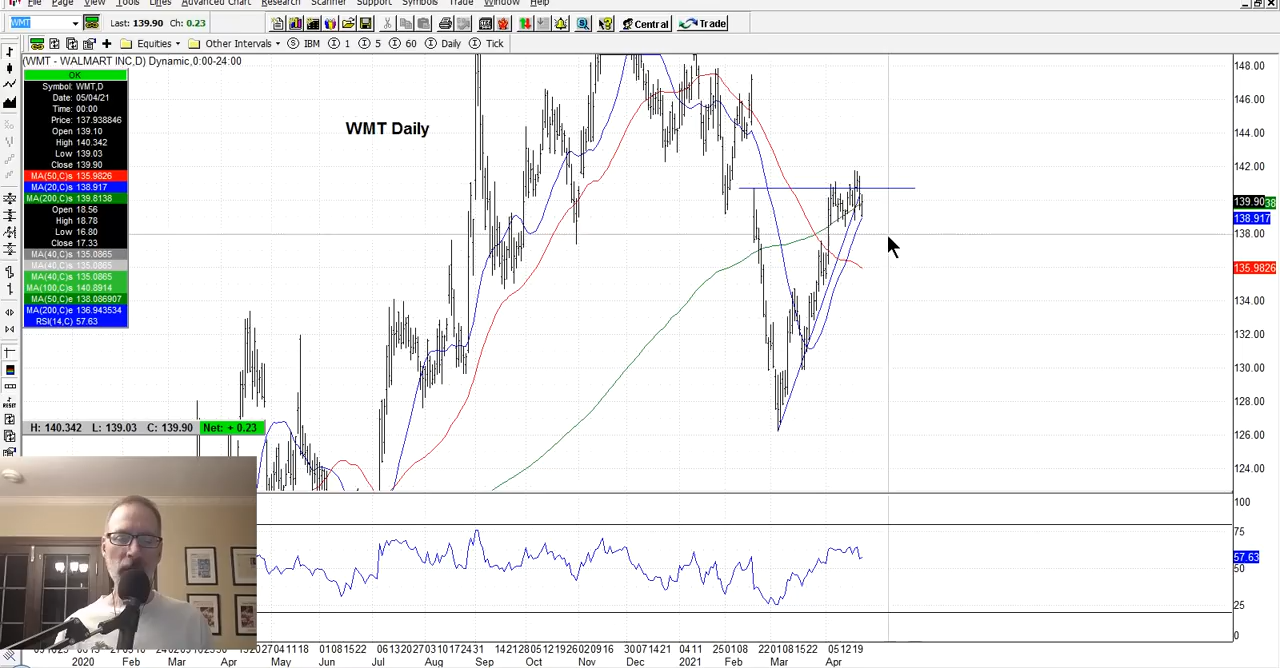 File Page View Tools Lines Advanced Chart Research Scanner Support Symbols Trade Window Help
WMT Last: 139.90 Ch: 0.23 Central Trade
Equities Other Intervals IBM 1 5 60 Daily Tick
(WMT - WALMART INC,D) Dynamic,0:00-24:00
OK
Symbol: WMT,D
Date: 05/04/21
Time: 00:00
Price: 137.938846
Open 139.10
High 140.342
Low 139.03
Close 139.90
MA(50,C)s 135.9826
MA(20,C)s 138.917
MA(200,C)s 139.8138
Open 18.56
High 18.78
Low 16.80
Close 17.33
MA(40,C)s 135.0865
MA(40,C)s 135.0865
MA(40,C)s 135.0865
MA(100,C)s 140.8914
MA(50,C)e 138.086907
MA(200,C)e 136.943534
RSI(14,C) 57.63
WMT Daily
148.00
146.00
144.00
142.00
139.90 38
138.917
138.00
135.9826
134.00
132.00
130.00
128.00
126.00
124.00
H: 140.342 L: 139.03 C: 139.90 Net: + 0.23
100
75
57.63
50
25
0
2020 Feb Mar Apr May Jun Jul Aug Sep Oct Nov Dec 2021 Feb Mar Apr